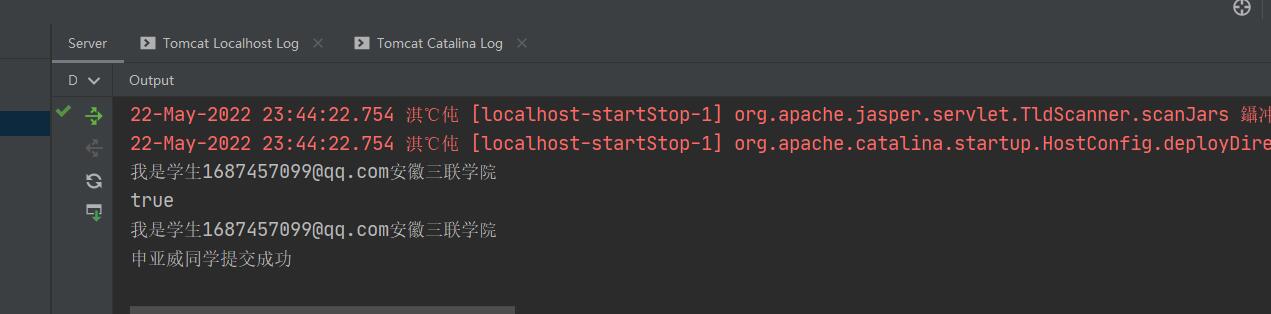 Server Tomcat Localhost Log Tomcat Catalina Log
D Output
22-May-2022 23:44:22.754 淇℃伅 [localhost-startStop-1] org.apache.jasper.servlet.TldScanner.scanJars
22-May-2022 23:44:22.754 淇℃伅 [localhost-startStop-1] org.apache.catalina.startup.HostConfig.deployDire
我是学生1687457099@qq.com安徽三联学院
true
我是学生1687457099@qq.com安徽三联学院
申亚威同学提交成功